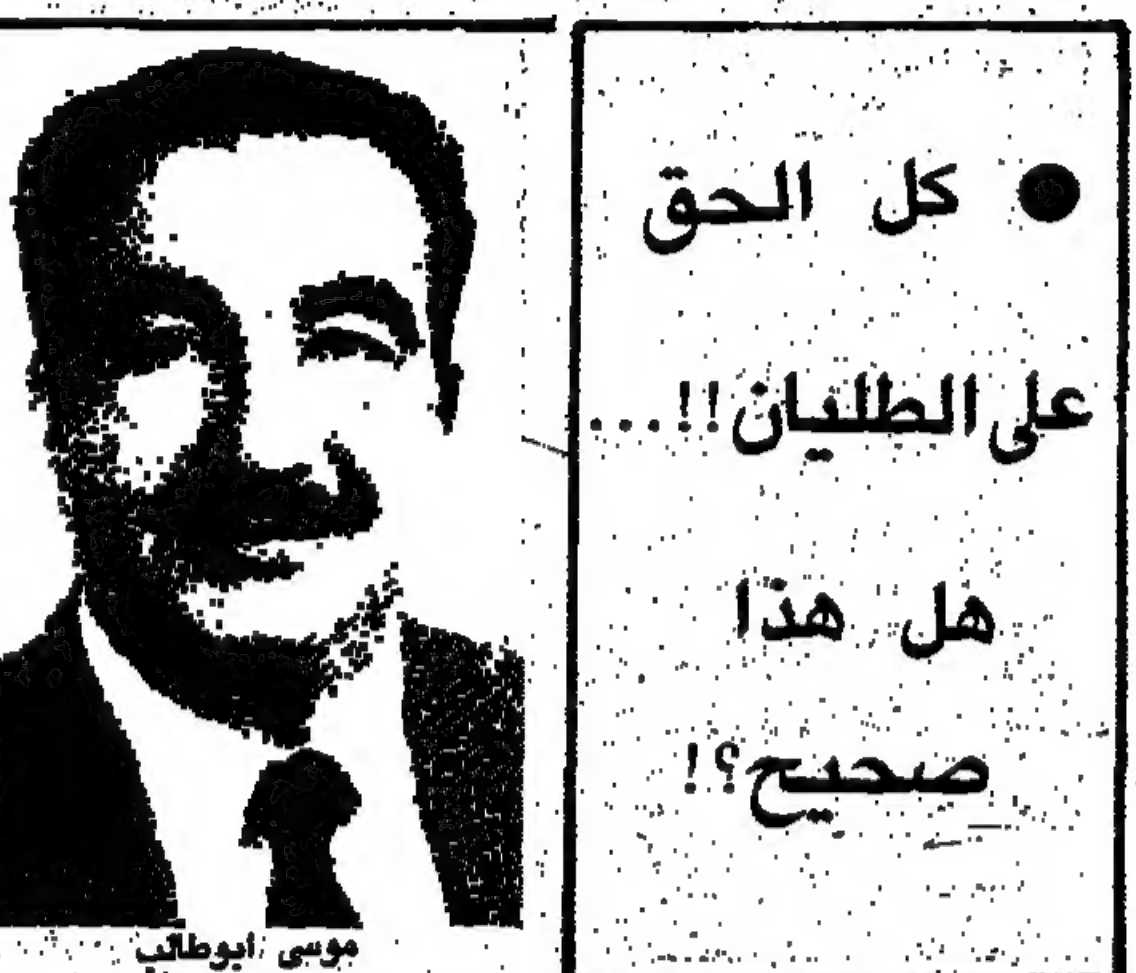 ● كل الحق
على الطليان!!...
هل هذا
صحيح؟!
موسى ابوطالب